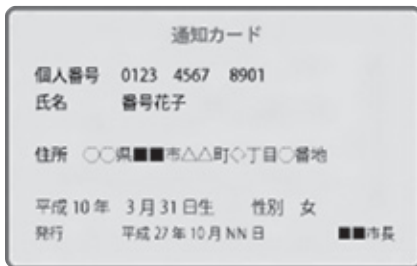 通知カード
個人番号 0123 4567 8901
氏名 番号花子
住所 ○○県■■市△△町◇丁目○番地
平成10年 3月31日生 性別 女
発行 平成27年10月NN日 ■■市長